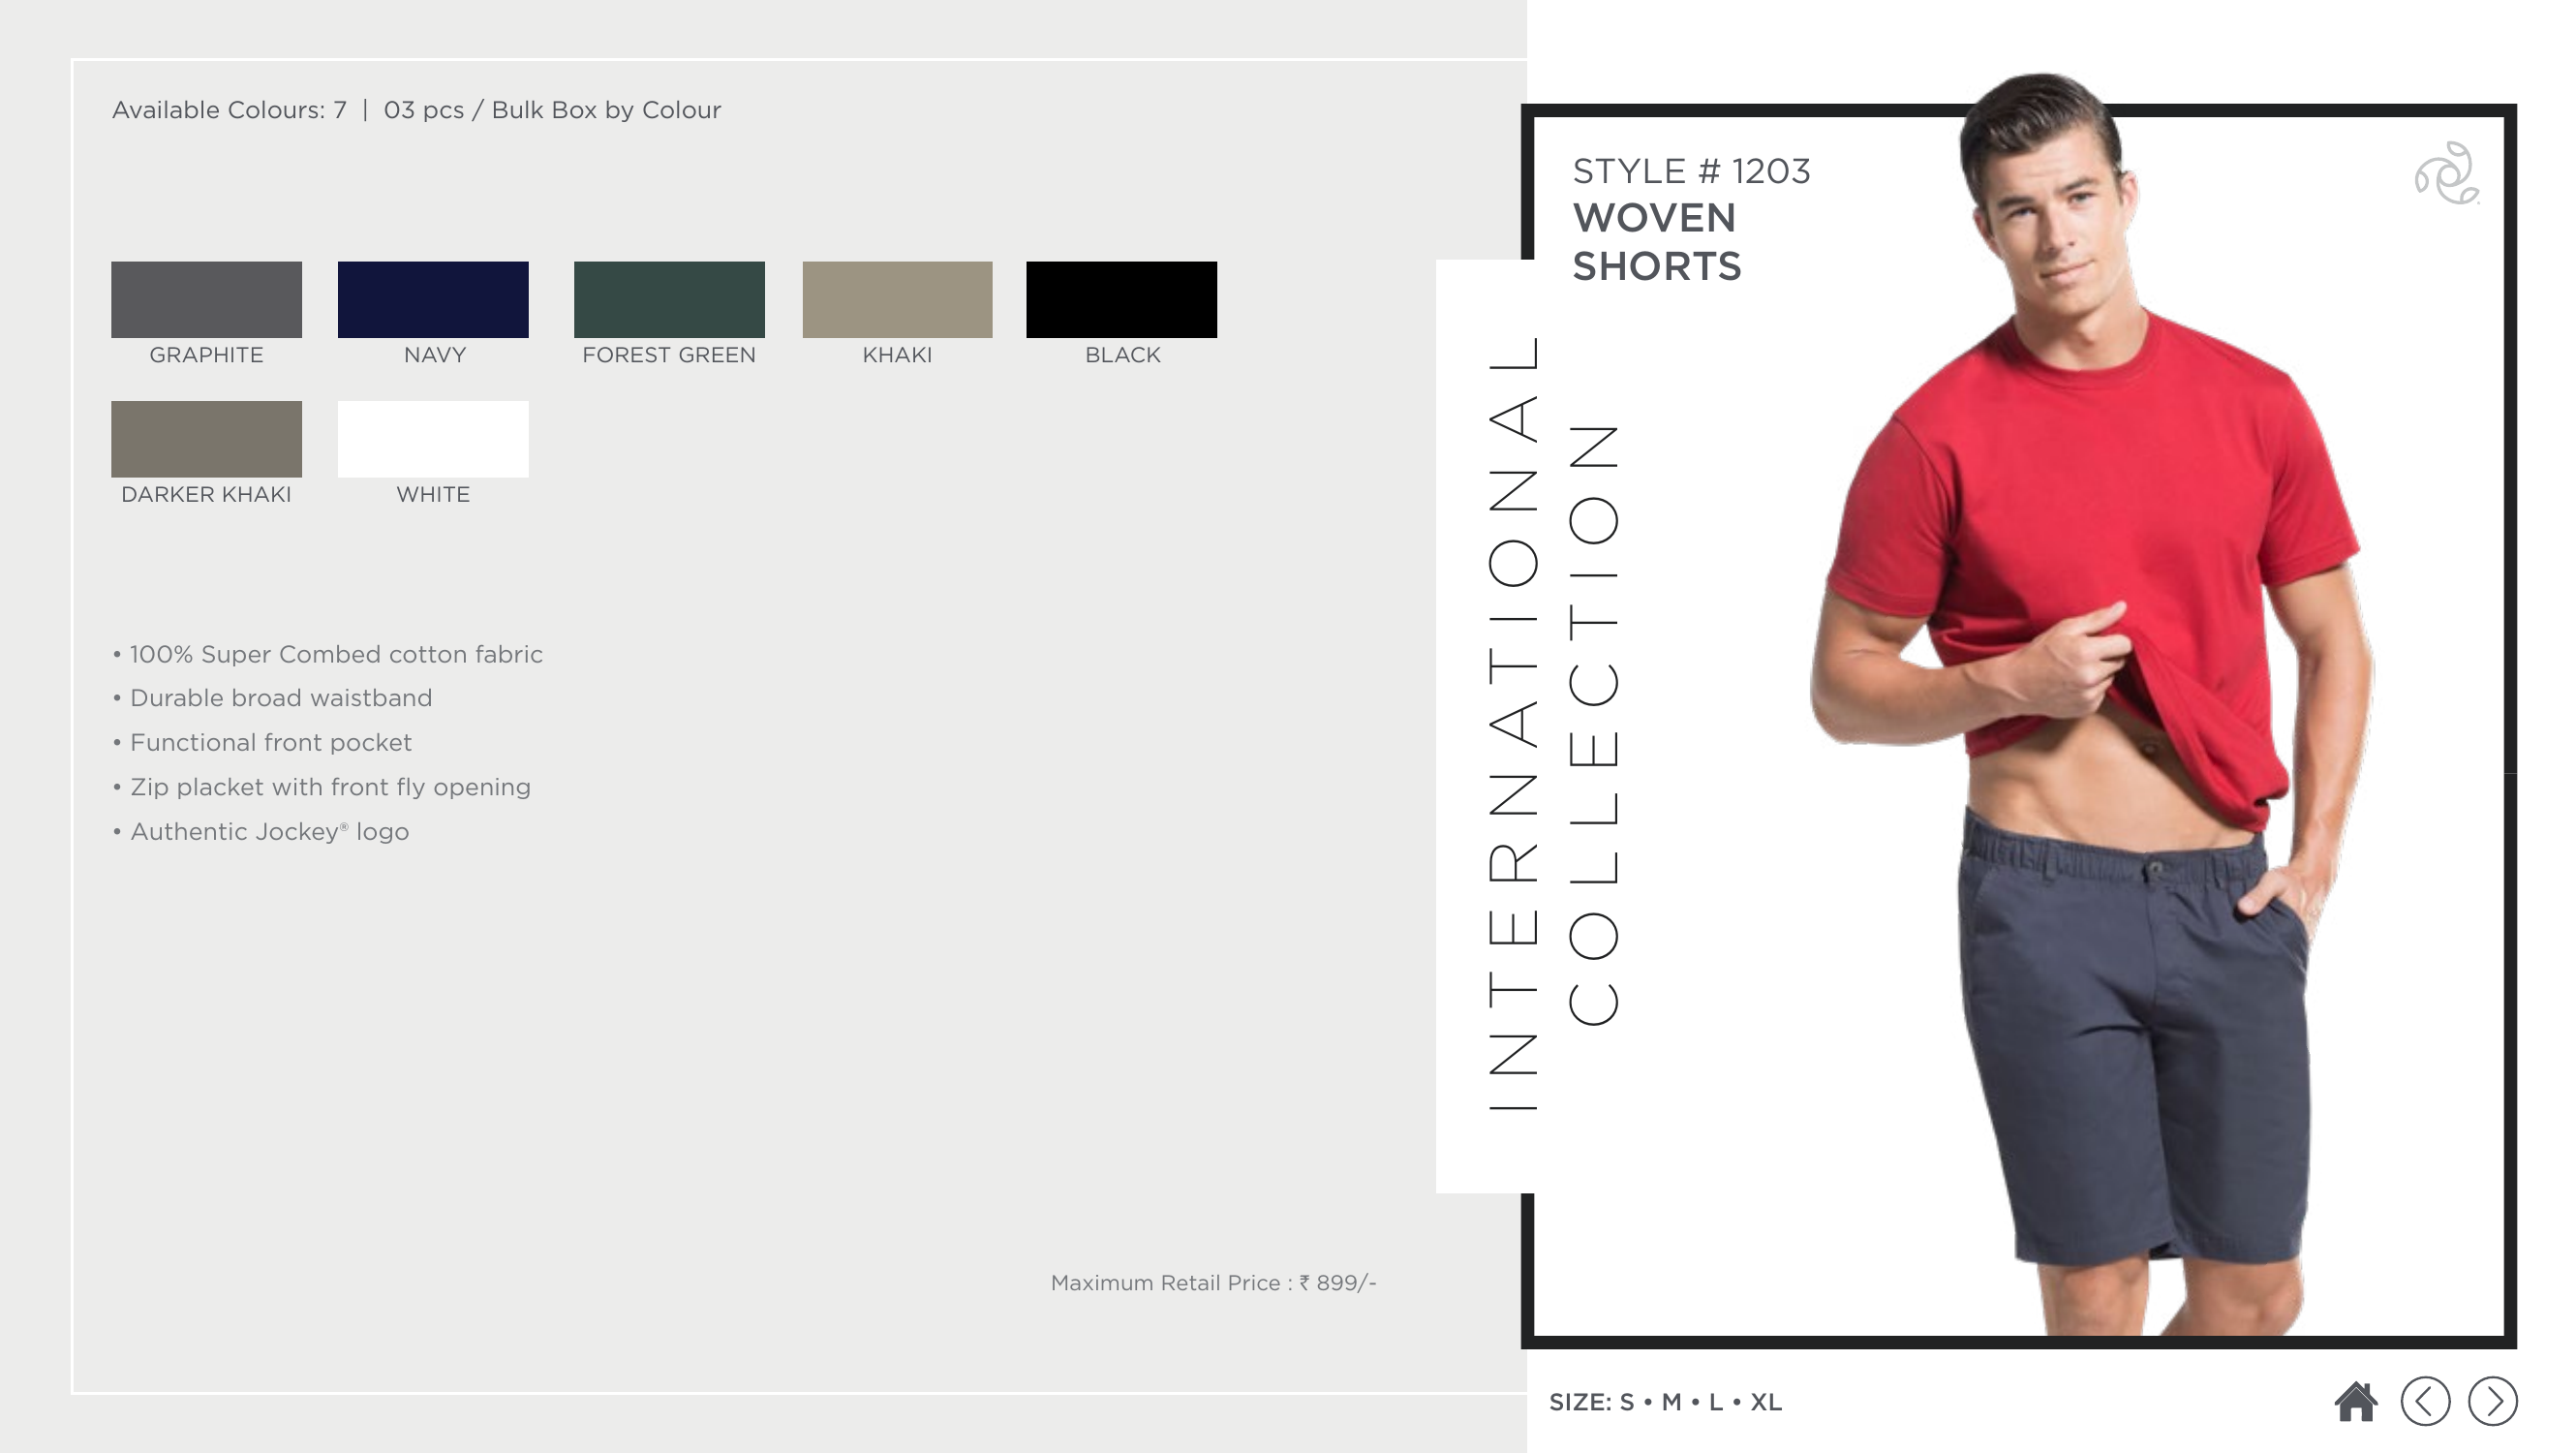 Available Colours: 7 | 03 pcs / Bulk Box by Colour
GRAPHITE
NAVY
FOREST GREEN
KHAKI
BLACK
DARKER KHAKI
WHITE
• 100% Super Combed cotton fabric
• Durable broad waistband
• Functional front pocket
• Zip placket with front fly opening
• Authentic Jockey® logo
Maximum Retail Price : ₹ 899/-
INTERNATIONAL
COLLECTION
STYLE # 1203
WOVEN
SHORTS
SIZE: S • M • L • XL